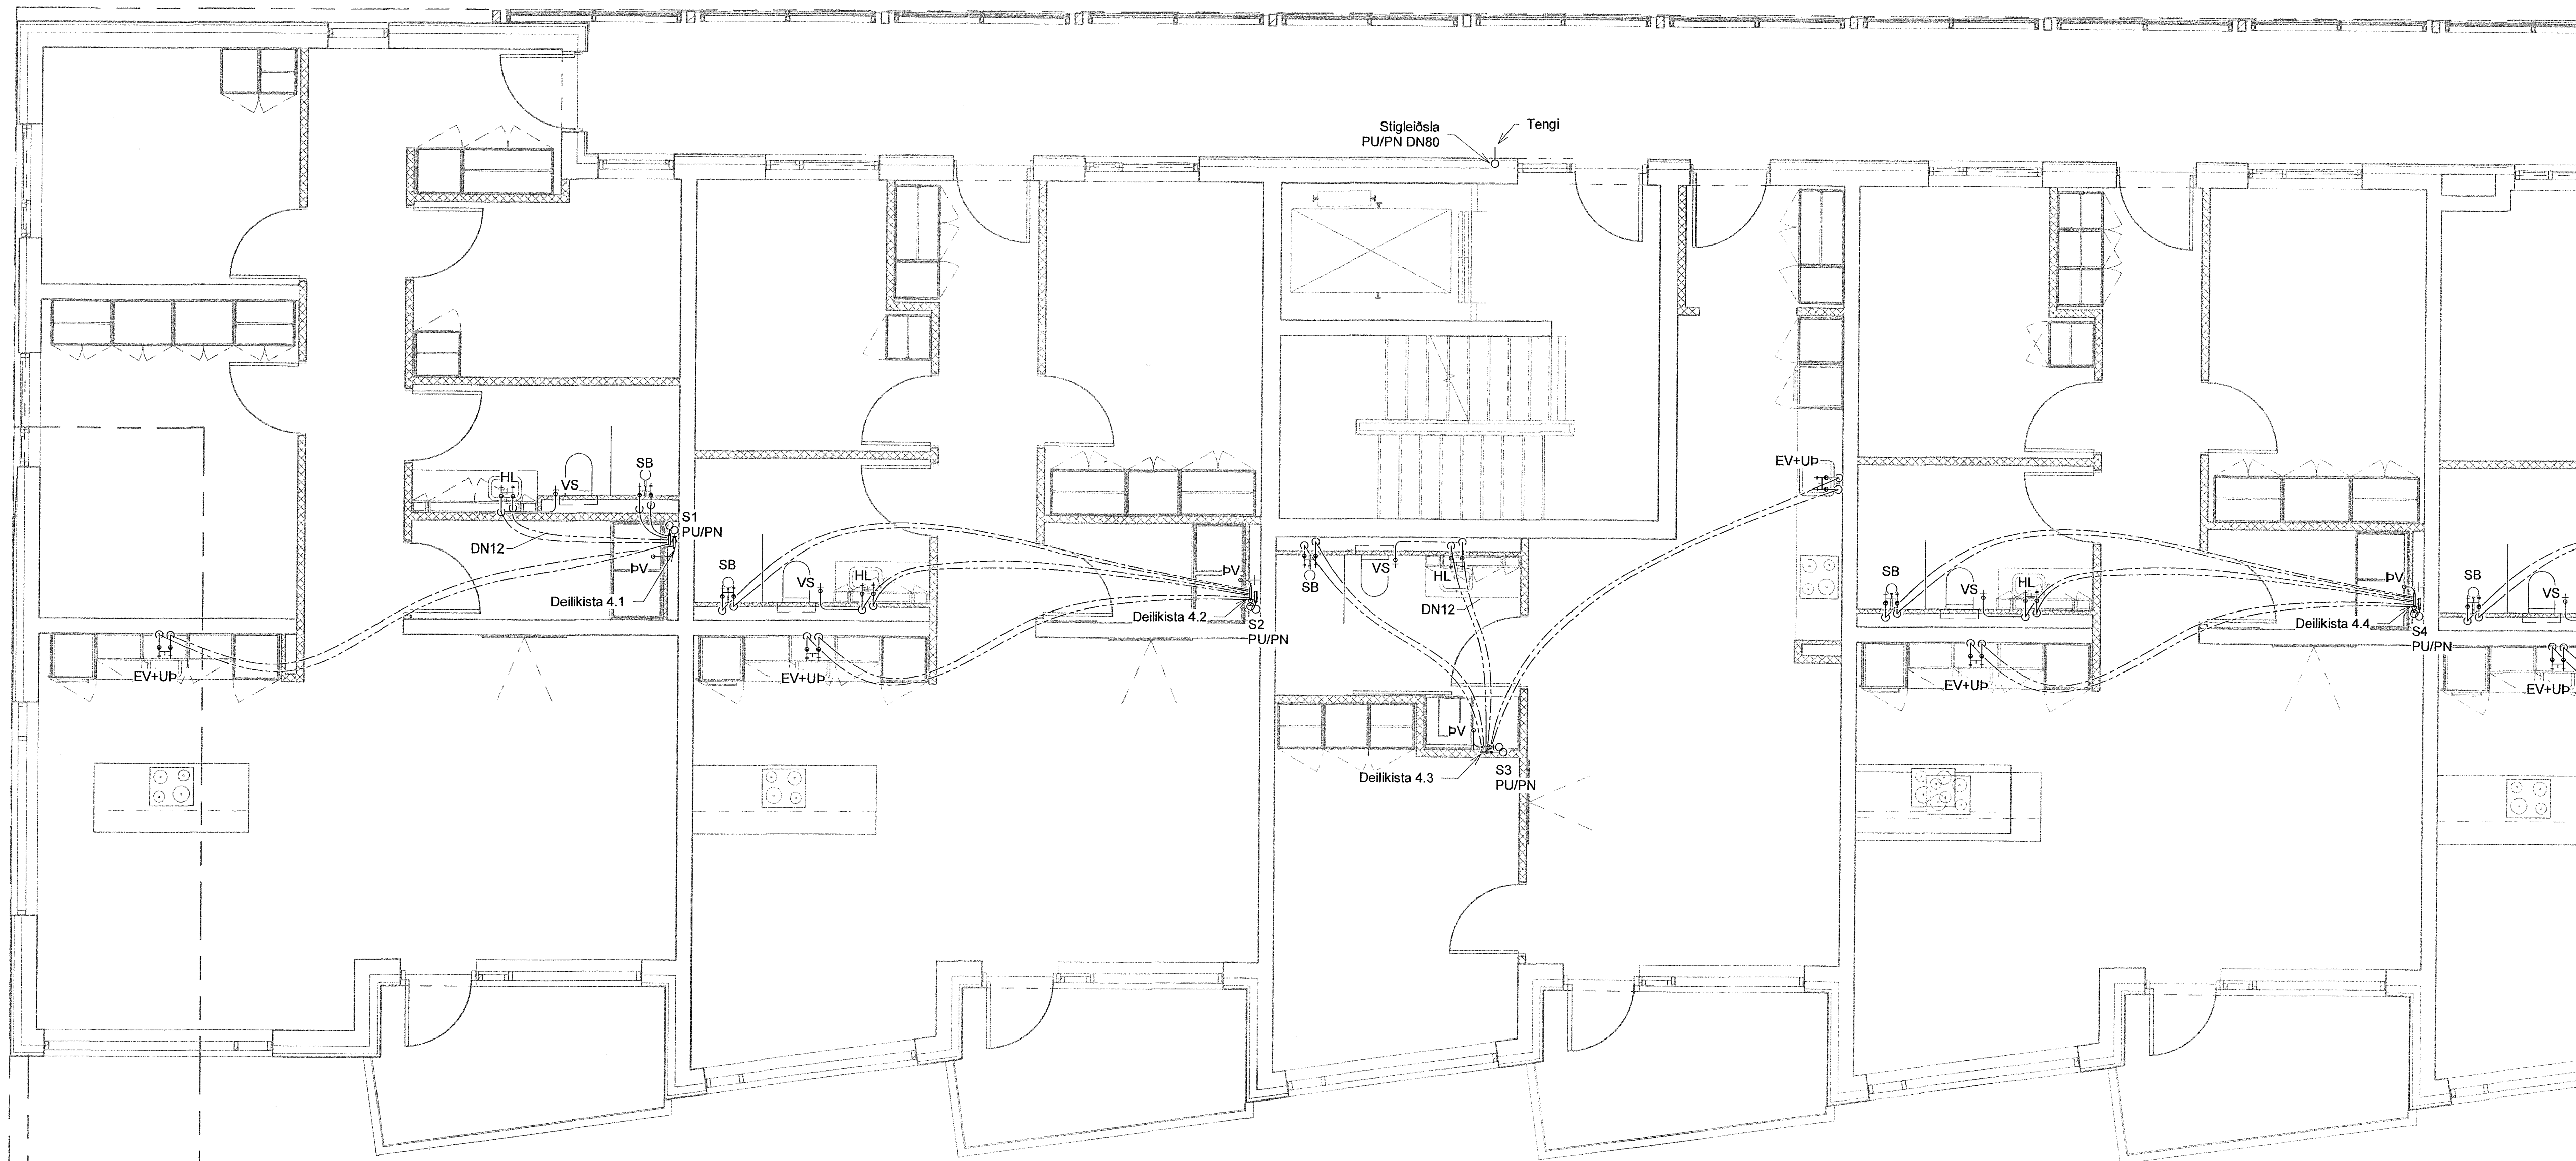 Stigleiðsla
PU/PN DN80
Tengi
HL
VS
SB
S1
PU/PN
DN12
ÞV
Deilikista 4.1
EV+UÞ
SB
VS
HL
ÞV
Deilikista 4.2
S2
PU/PN
EV+UÞ
SB
VS
HL
DN12
EV+UÞ
ÞV
Deilikista 4.3
S3
PU/PN
SB
VS
HL
ÞV
Deilikista 4.4
S4
PU/PN
EV+UÞ
SB
VS
EV+UÞ